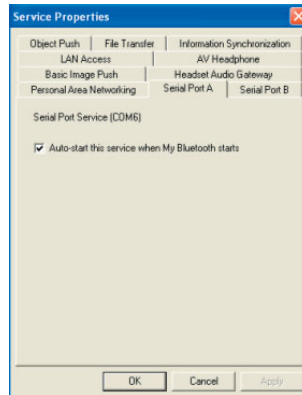 Service Properties
Object Push File Transfer Information Synchronization
LAN Access AV Headphone
Basic Image Push Headset Audio Gateway
Personal Area Networking Serial Port A Serial Port B
Serial Port Service (COM6)
Auto-start this service when My Bluetooth starts
OK Cancel Apply